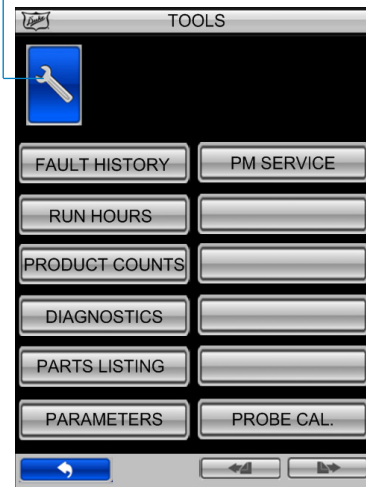 TOOLS
FAULT HISTORY
PM SERVICE
RUN HOURS
PRODUCT COUNTS
DIAGNOSTICS
PARTS LISTING
PARAMETERS
PROBE CAL.